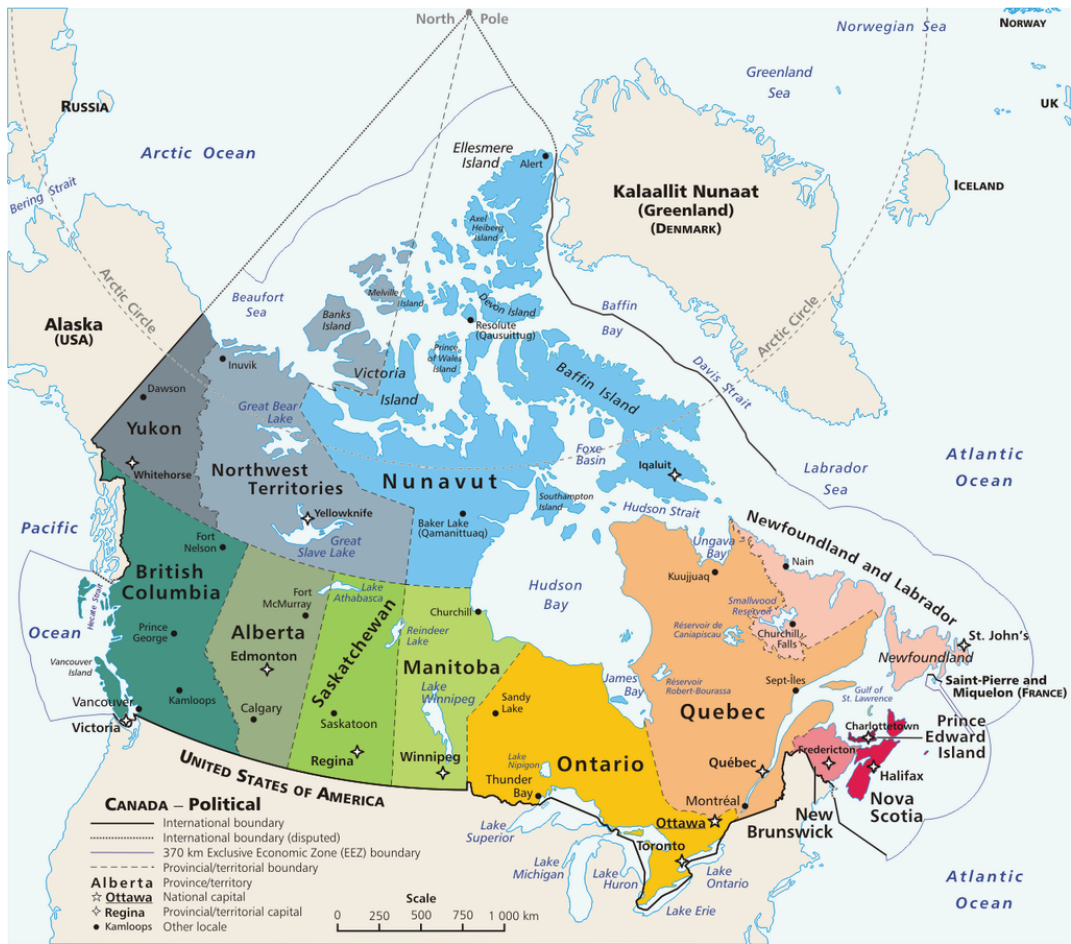 North Pole
Norwegian Sea
NORWAY
Greenland
Sea
RUSSIA
UK
Arctic Ocean
Ellesmere
Island
Alert
Kalaallit Nunaat
(Greenland)
(DENMARK)
ICELAND
Bering Strait
Axel
Heiberg
Island
Arctic Circle
Beaufort
Sea
Melville Island
Devon Island
Baffin
Bay
Arctic Circle
Alaska
(USA)
Banks
Island
Resolute
(Qausuittug)
Prince
of Wales
Island
Inuvik
Victoria
Island
Baffin Island
Davis Strait
Dawson
Great Bear
Lake
Yukon
Foxe
Basin
Iqaluit
Atlantic
Ocean
Whitehorse
Northwest
Territories
Nunavut
Labrador
Sea
Southampton
Island
Hudson Strait
Yellowknife
Baker Lake
(Qamanittuaq)
Pacific
Great
Slave Lake
Fort
Nelson
Ungava
Bay
Newfoundland and Labrador
Nain
British
Columbia
Kuujjuaq
Hudson
Bay
Hecate Strait
Fort
McMurray
Lake
Athabasca
Churchill
Smallwood
Reservoir
Ocean
Prince
George
Alberta
Edmonton
Saskatchewan
Reindeer
Lake
Réservoir de
Caniapiscau
Churchill
Falls
St. John's
Newfoundland
Vancouver
Island
Manitoba
James
Bay
Réservoir
Robert-Bourassa
Sept-Îles
Saint-Pierre and
Miquelon (FRANCE)
Vancouver
Kamloops
Lake
Winnipeg
Sandy
Lake
Gulf of
St. Lawrence
Victoria
Calgary
Saskatoon
Quebec
Charlottetown
Prince
Edward
Island
Regina
Winnipeg
Lake
Nipigon
Ontario
Québec
Fredericton
Halifax
UNITED STATES OF AMERICA
Thunder
Bay
Montréal
New
Brunswick
Nova
Scotia
Ottawa
Lake
Superior
Toronto
Lake
Michigan
Lake
Huron
Lake
Ontario
Lake Erie
Atlantic
Ocean
CANADA – Political
International boundary
International boundary (disputed)
370 km Exclusive Economic Zone (EEZ) boundary
Provincial/territorial boundary
Alberta Province/territory
Ottawa National capital
Regina Provincial/territorial capital
Kamloops Other locale
Scale
0 250 500 750 1 000 km